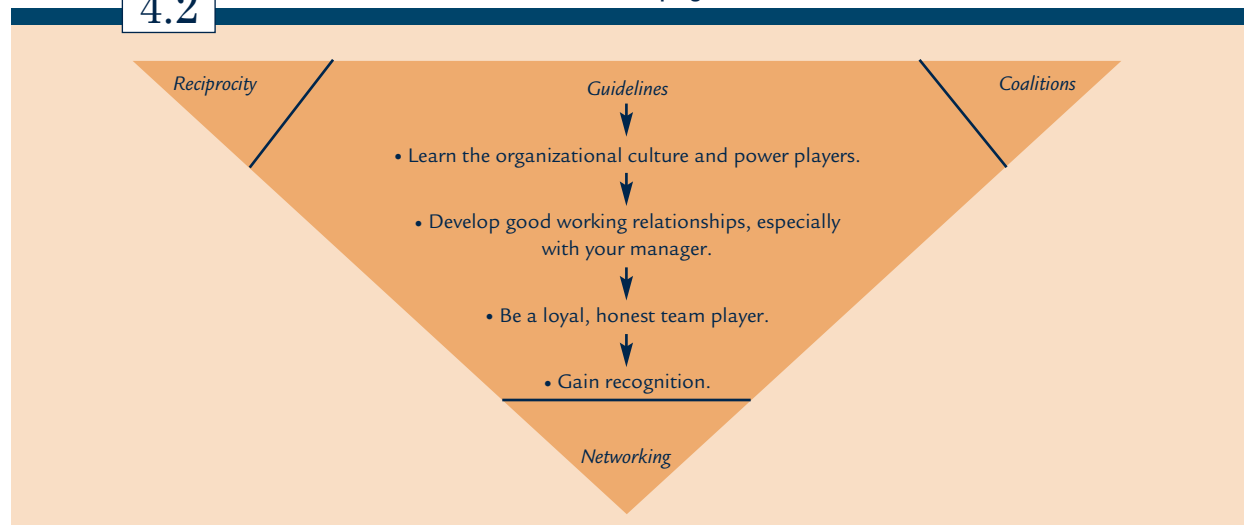 4.2
Reciprocity
Guidelines
Coalitions
• Learn the organizational culture and power players.
• Develop good working relationships, especially
with your manager.
• Be a loyal, honest team player.
• Gain recognition.
Networking